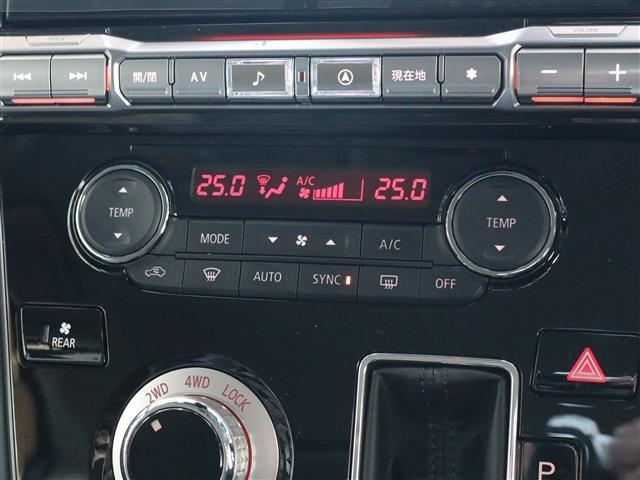 VOLUME
開/閉 AV 現在地 - +
25.0 A/C 25.0
TEMP TEMP
MODE A/C
AUTO SYNC OFF
REAR
2WD 4WD LOCK
P